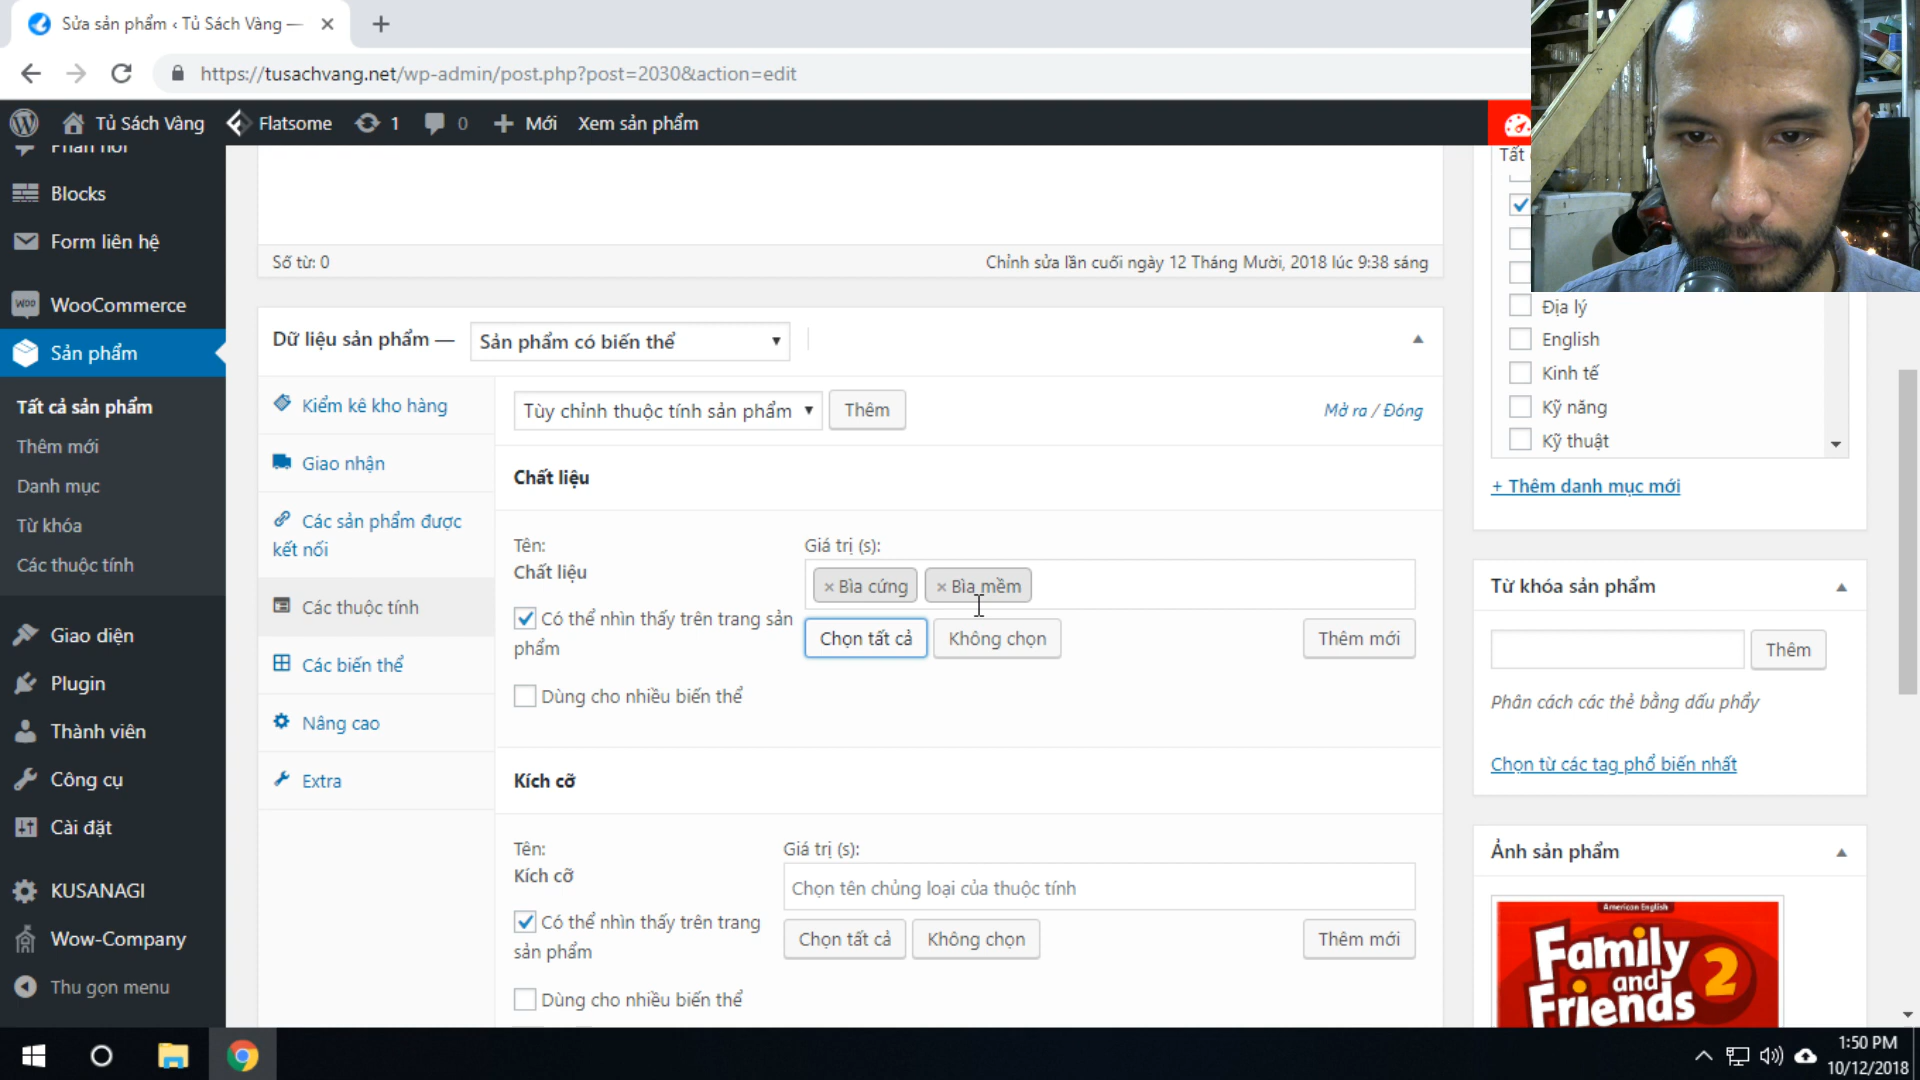 Sửa sản phẩm ‹ Tủ Sách Vàng —
https://tusachvang.net/wp-admin/post.php?post=2030&action=edit
Tủ Sách Vàng
Flatsome
1
0
Mới
Xem sản phẩm
Phản hồi
Blocks
Form liên hệ
WooCommerce
Sản phẩm
Tất cả sản phẩm
Thêm mới
Danh mục
Từ khóa
Các thuộc tính
Giao diện
Plugin
Thành viên
Công cụ
Cài đặt
KUSANAGI
Wow-Company
Thu gọn menu
Số từ: 0
Chỉnh sửa lần cuối ngày 12 Tháng Mười, 2018 lúc 9:38 sáng
Dữ liệu sản phẩm —
Sản phẩm có biến thể
Kiểm kê kho hàng
Giao nhận
Các sản phẩm được
kết nối
Các thuộc tính
Các biến thể
Nâng cao
Extra
Tùy chỉnh thuộc tính sản phẩm
Thêm
Mở ra / Đóng
Chất liệu
Tên:
Chất liệu
Có thể nhìn thấy trên trang sản
phẩm
Dùng cho nhiều biến thể
Giá trị (s):
× Bìa cứng
× Bìa mềm
Chọn tất cả
Không chọn
Thêm mới
Kích cỡ
Tên:
Kích cỡ
Có thể nhìn thấy trên trang
sản phẩm
Dùng cho nhiều biến thể
Giá trị (s):
Chọn tên chủng loại của thuộc tính
Chọn tất cả
Không chọn
Thêm mới
Tất
Địa lý
English
Kinh tế
Kỹ năng
Kỹ thuật
+ Thêm danh mục mới
Từ khóa sản phẩm
Thêm
Phân cách các thẻ bằng dấu phẩy
Chọn từ các tag phổ biến nhất
Ảnh sản phẩm
American English
Family
and 2
Friends
1:50 PM
10/12/2018